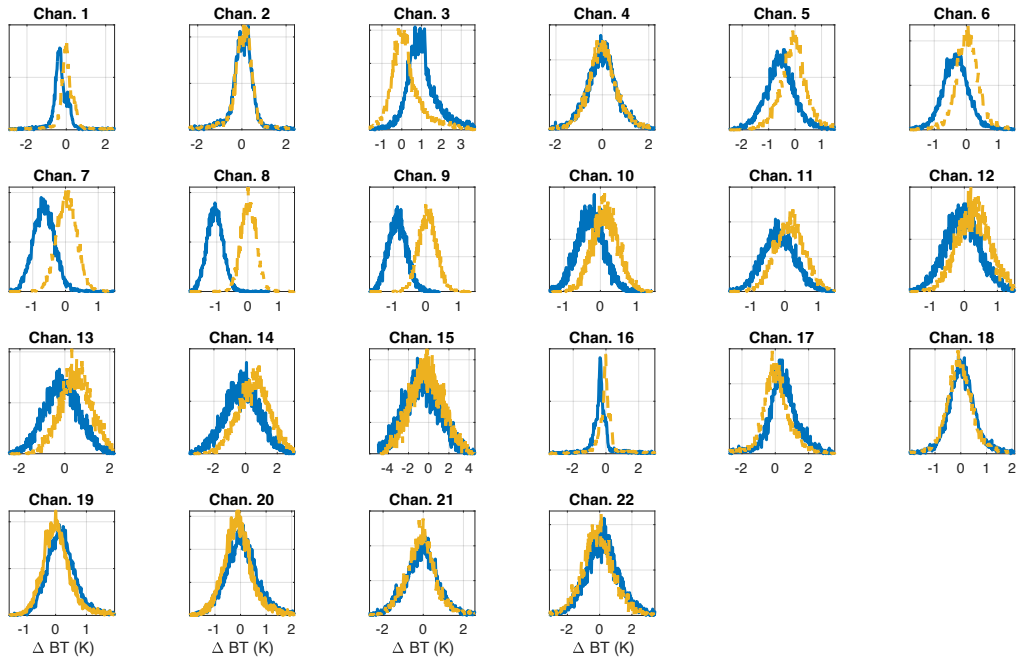 Chan. 1 Chan. 2 Chan. 3 Chan. 4 Chan. 5 Chan. 6
-2 0 2 -2 0 2 -1 0 1 2 3 -2 0 2 -2 -1 0 1 -1 0 1
Chan. 7 Chan. 8 Chan. 9 Chan. 10 Chan. 11 Chan. 12
-1 0 1 -1 0 1 -1 0 1 -1 0 1 -1 0 1 -1 0 1
Chan. 13 Chan. 14 Chan. 15 Chan. 16 Chan. 17 Chan. 18
-2 0 2 -2 0 2 -4 -2 0 2 4 -2 0 2 -2 0 2 -1 0 1 2
Chan. 19 Chan. 20 Chan. 21 Chan. 22
-1 0 1 -2 -1 0 1 2 -2 0 2 -2 -1 0 1 2 3
Δ BT (K) Δ BT (K) Δ BT (K) Δ BT (K)